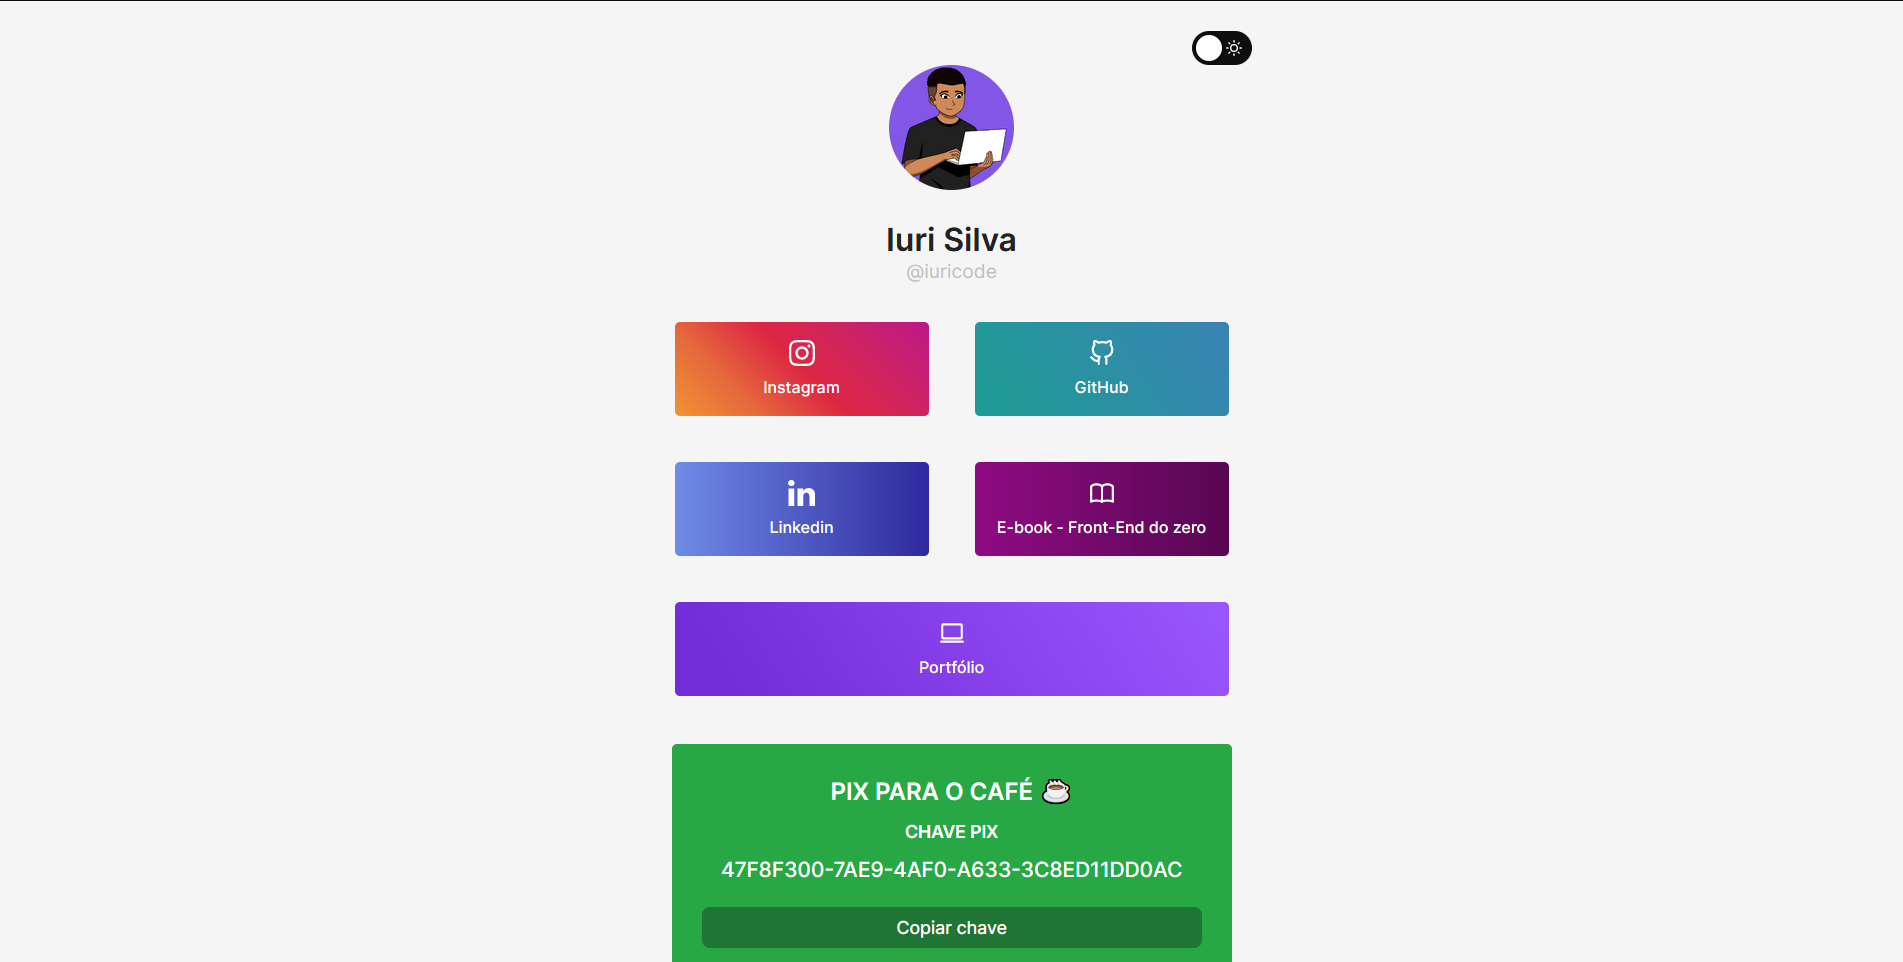 Iuri Silva
@iuricode
Instagram
GitHub
Linkedin
E-book - Front-End do zero
Portfólio
PIX PARA O CAFÉ ☕
CHAVE PIX
47F8F300-7AE9-4AF0-A633-3C8ED11DD0AC
Copiar chave